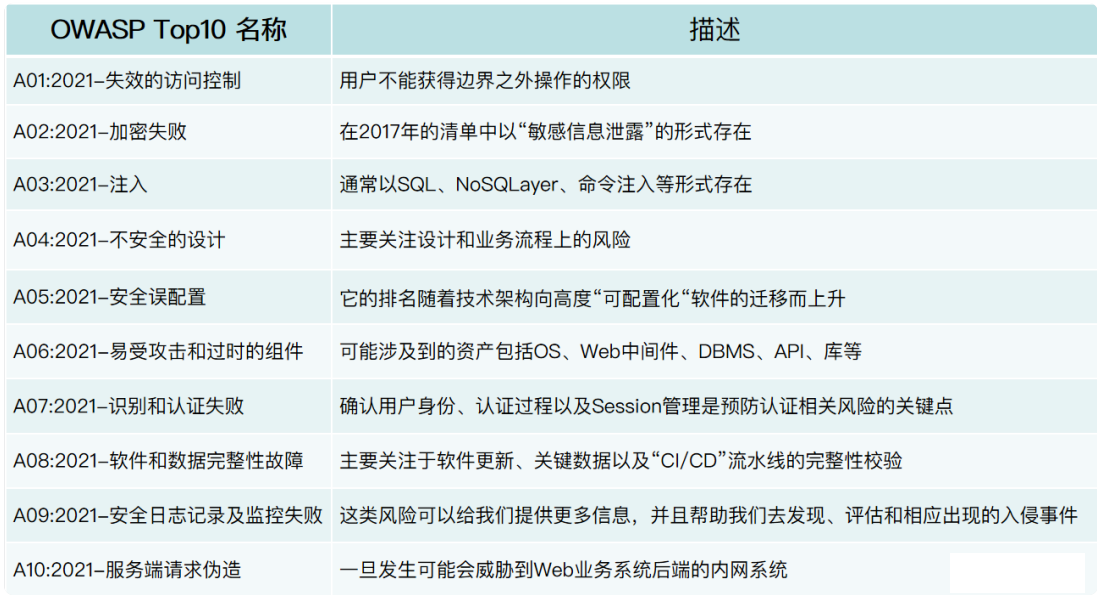 OWASP Top10 名称 描述
A01:2021-失效的访问控制 用户不能获得边界之外操作的权限
A02:2021-加密失败 在2017年的清单中以“敏感信息泄露”的形式存在
A03:2021-注入 通常以SQL、NoSQLayer、命令注入等形式存在
A04:2021-不安全的设计 主要关注设计和业务流程上的风险
A05:2021-安全误配置 它的排名随着技术架构向高度“可配置化“软件的迁移而上升
A06:2021-易受攻击和过时的组件 可能涉及到的资产包括OS、Web中间件、DBMS、API、库等
A07:2021-识别和认证失败 确认用户身份、认证过程以及Session管理是预防认证相关风险的关键点
A08:2021-软件和数据完整性故障 主要关注于软件更新、关键数据以及“CI/CD”流水线的完整性校验
A09:2021-安全日志记录及监控失败 这类风险可以给我们提供更多信息，并且帮助我们去发现、评估和相应出现的入侵事件
A10:2021-服务端请求伪造 一旦发生可能会威胁到Web业务系统后端的内网系统